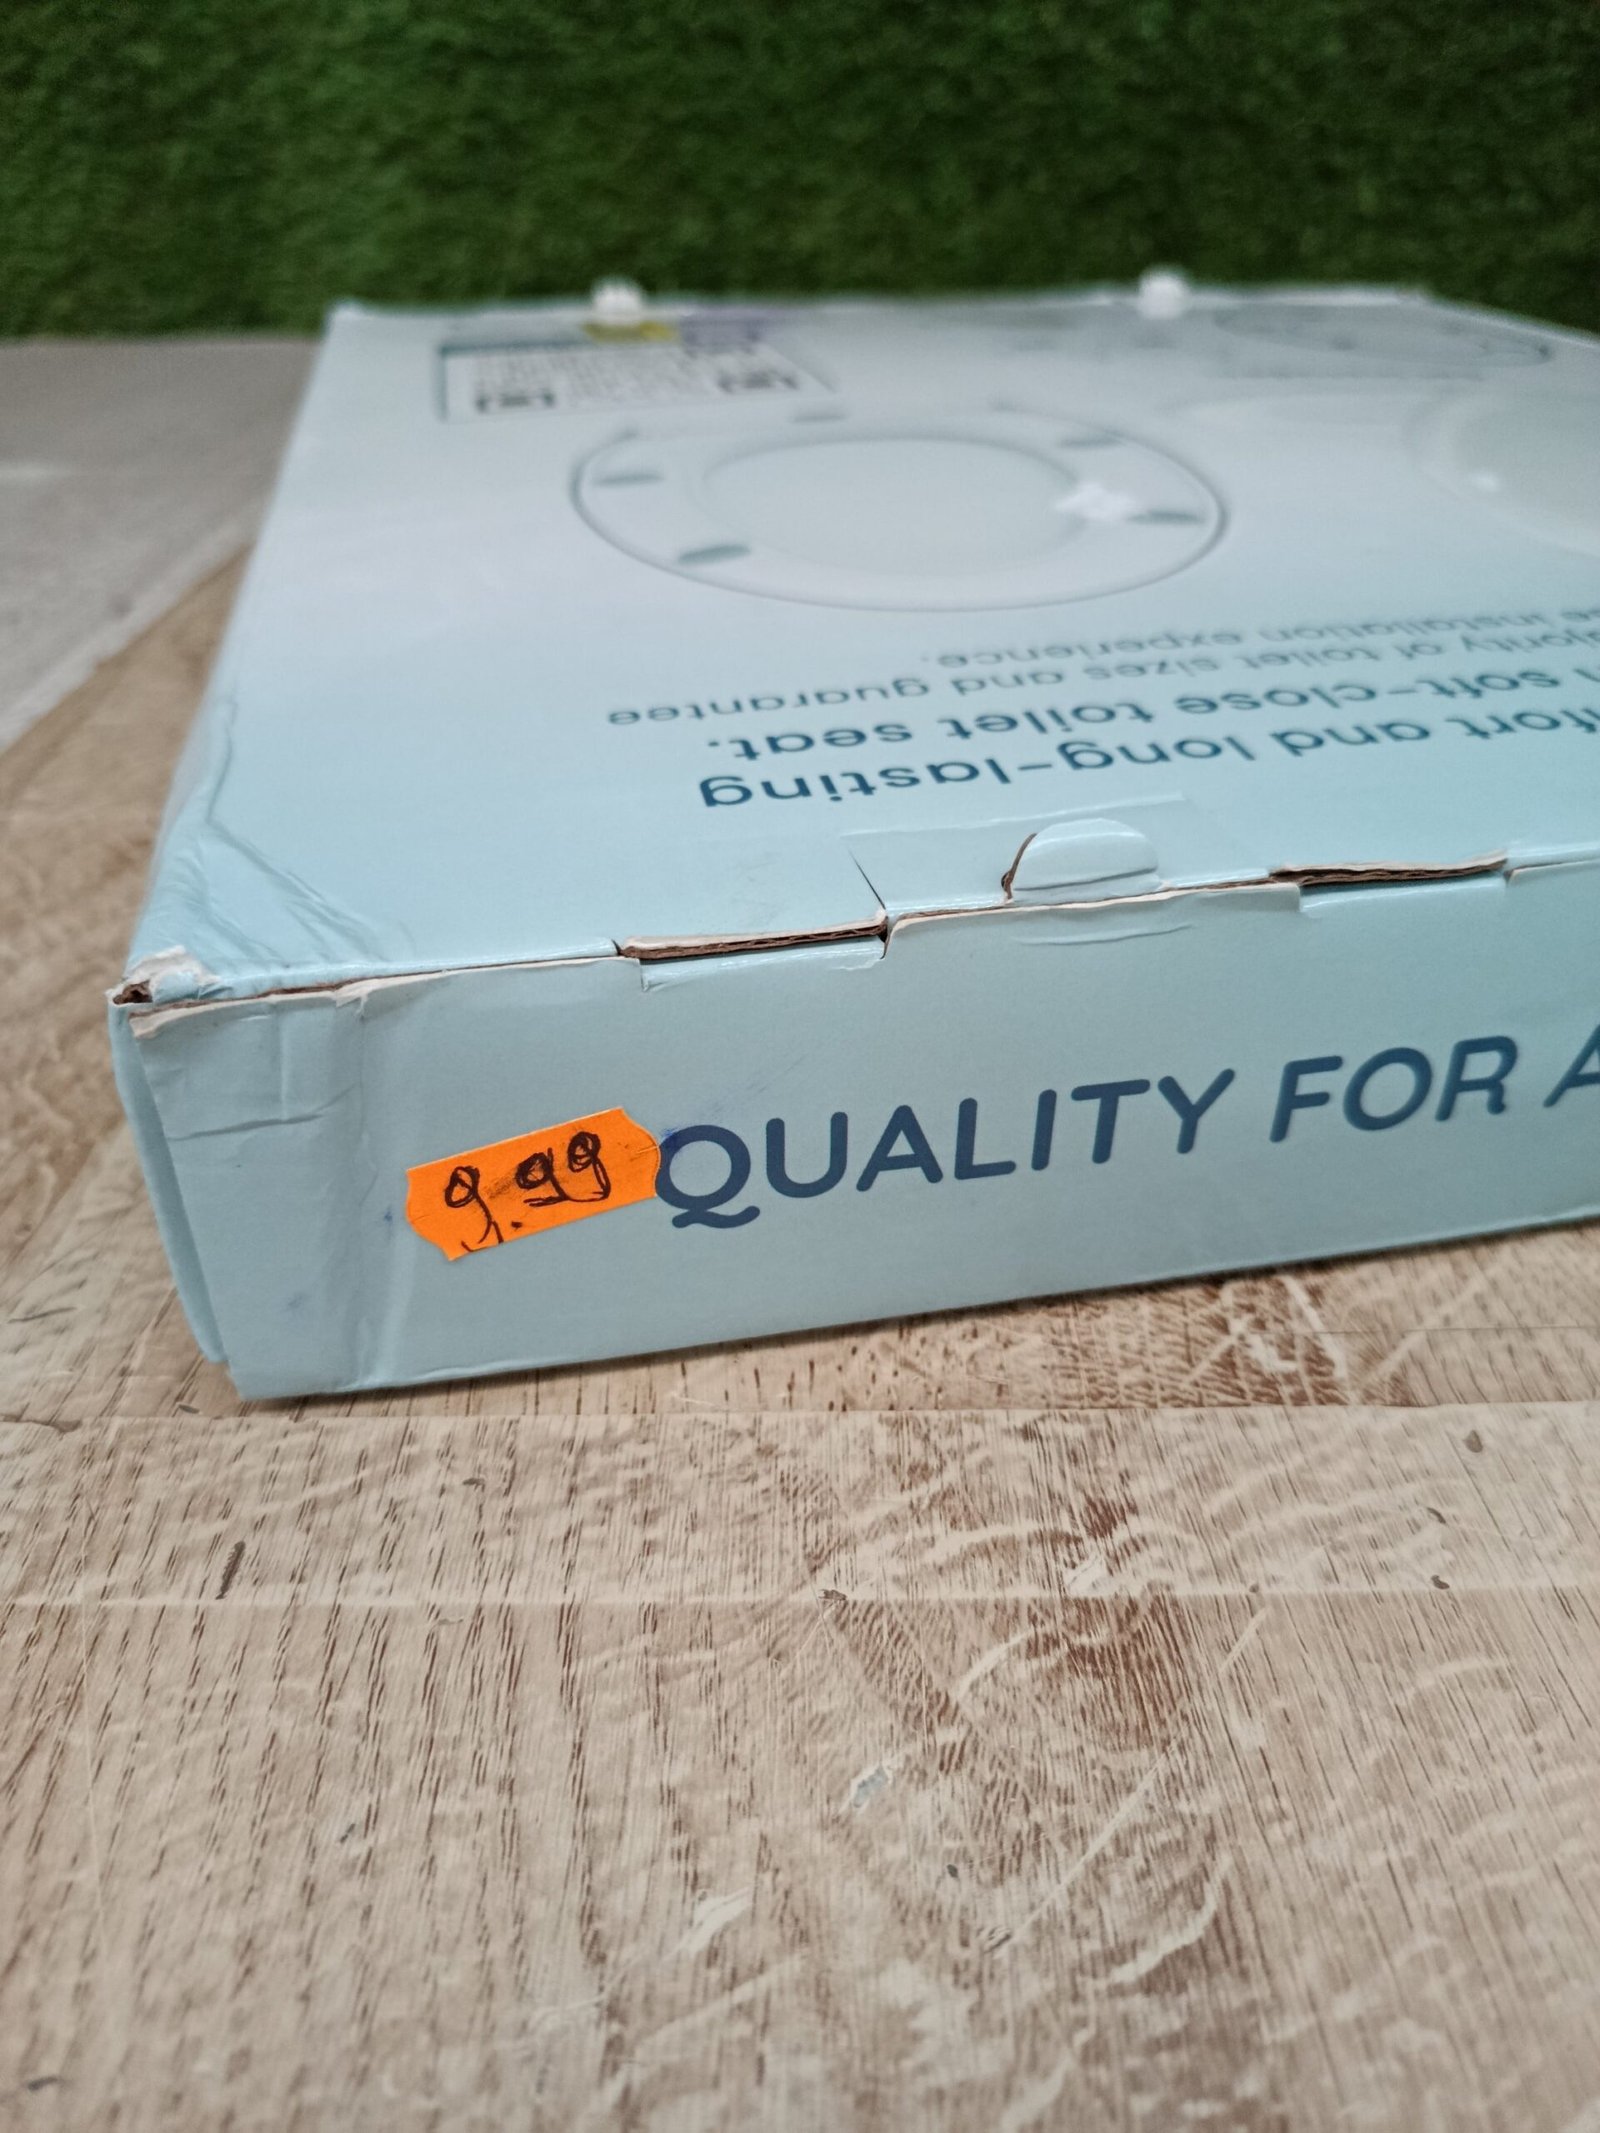 fort and long-lasting
soft-close toilet seat.
ajority of toilet sizes and guarantee
installation experience.
9.99
QUALITY FOR A